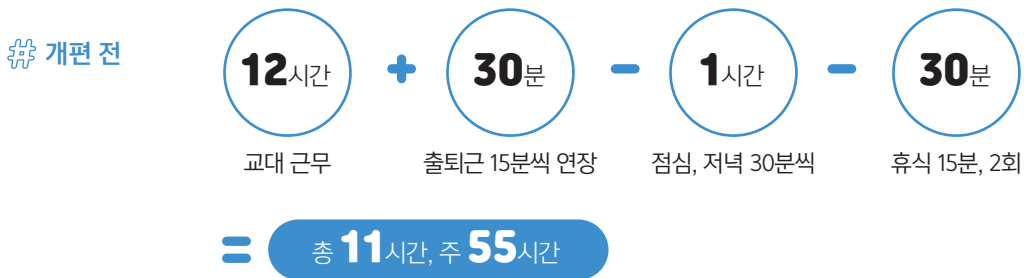 개편 전
12시간 + 30분 - 1시간 - 30분
교대 근무 출퇴근 15분씩 연장 점심, 저녁 30분씩 휴식 15분, 2회
= 총 11시간, 주 55시간